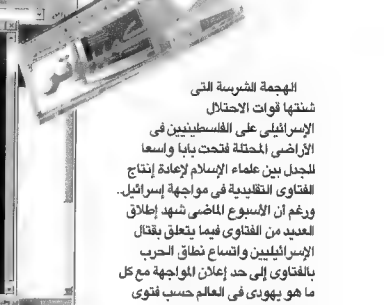 الهجمة الشرسة التى
شنتها قوات الاحتلال
الإسرائيلى على الفلسطينيين فى
الأراضى المحتلة فتحت بابا واسعا
للجدل بين علماء الإسلام لإعادة إنتاج
الفتاوى التقليدية فى مواجهة إسرائيل..
ورغم أن الأسبوع الماضى شهد إطلاق
العديد من الفتاوى فيما يتعلق بقتال
الإسرائيليين واتساع نطاق الحرب
بالفتاوى إلى حد إعلان المواجهة مع كل
ما هو يهودى فى العالم حسب فتوى